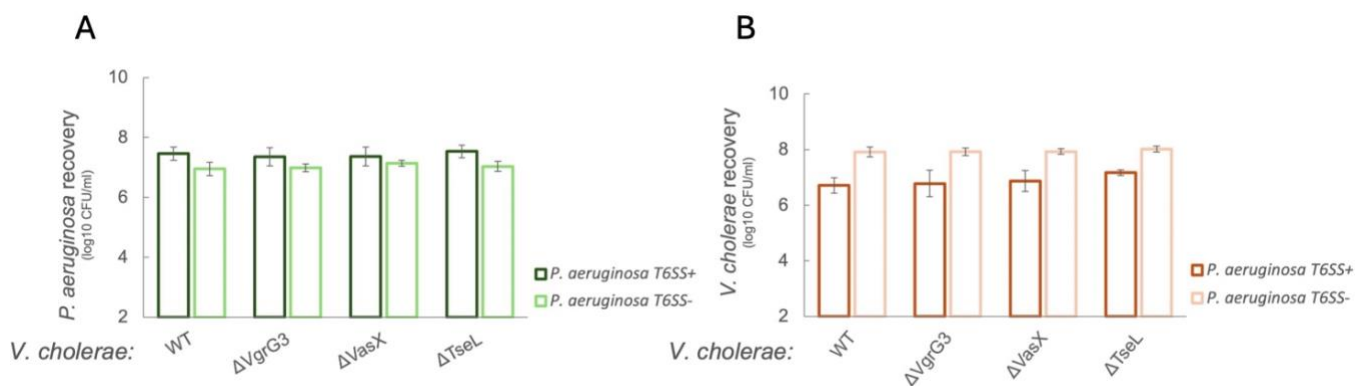 A
P. aeruginosa recovery
(log10 CFU/ml)
10
8
6
4
2
P. aeruginosa T6SS+
P. aeruginosa T6SS-
V. cholerae:
WT
ΔVgrG3
ΔVasX
ΔTseL
B
V. cholerae recovery
(log10 CFU/ml)
10
8
6
4
2
P. aeruginosa T6SS+
P. aeruginosa T6SS-
V. cholerae:
WT
ΔVgrG3
ΔVasX
ΔTseL